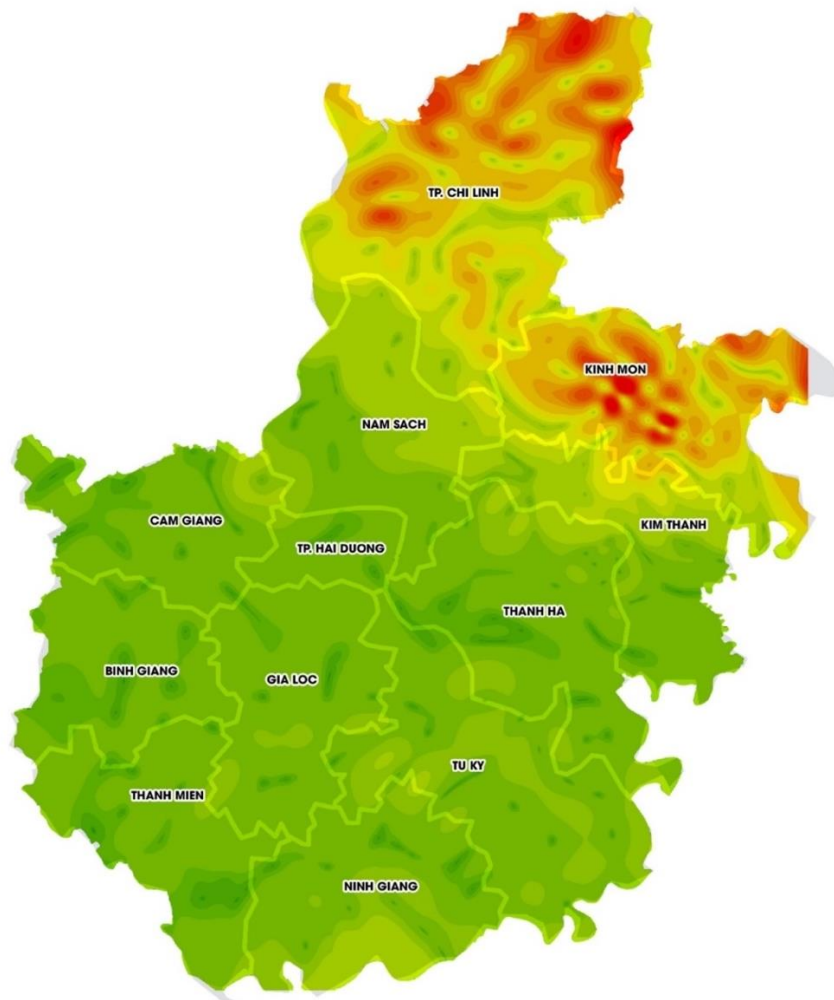 TP. CHI LINH
KINH MON
NAM SACH
CAM GIANG
KIM THANH
TP. HAI DUONG
THANH HA
BINH GIANG
GIA LOC
TU KY
THANH MIEN
NINH GIANG